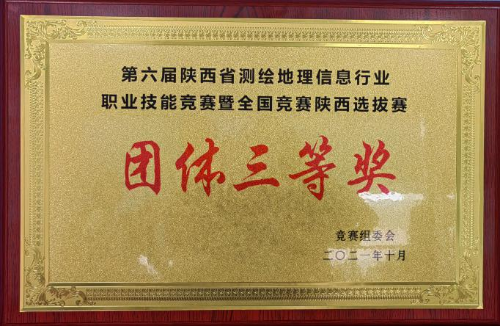 第六届陕西省测绘地理信息行业
职业技能竞赛暨全国竞赛陕西选拔赛
团体三等奖
竞赛组委会
二〇二一年十月